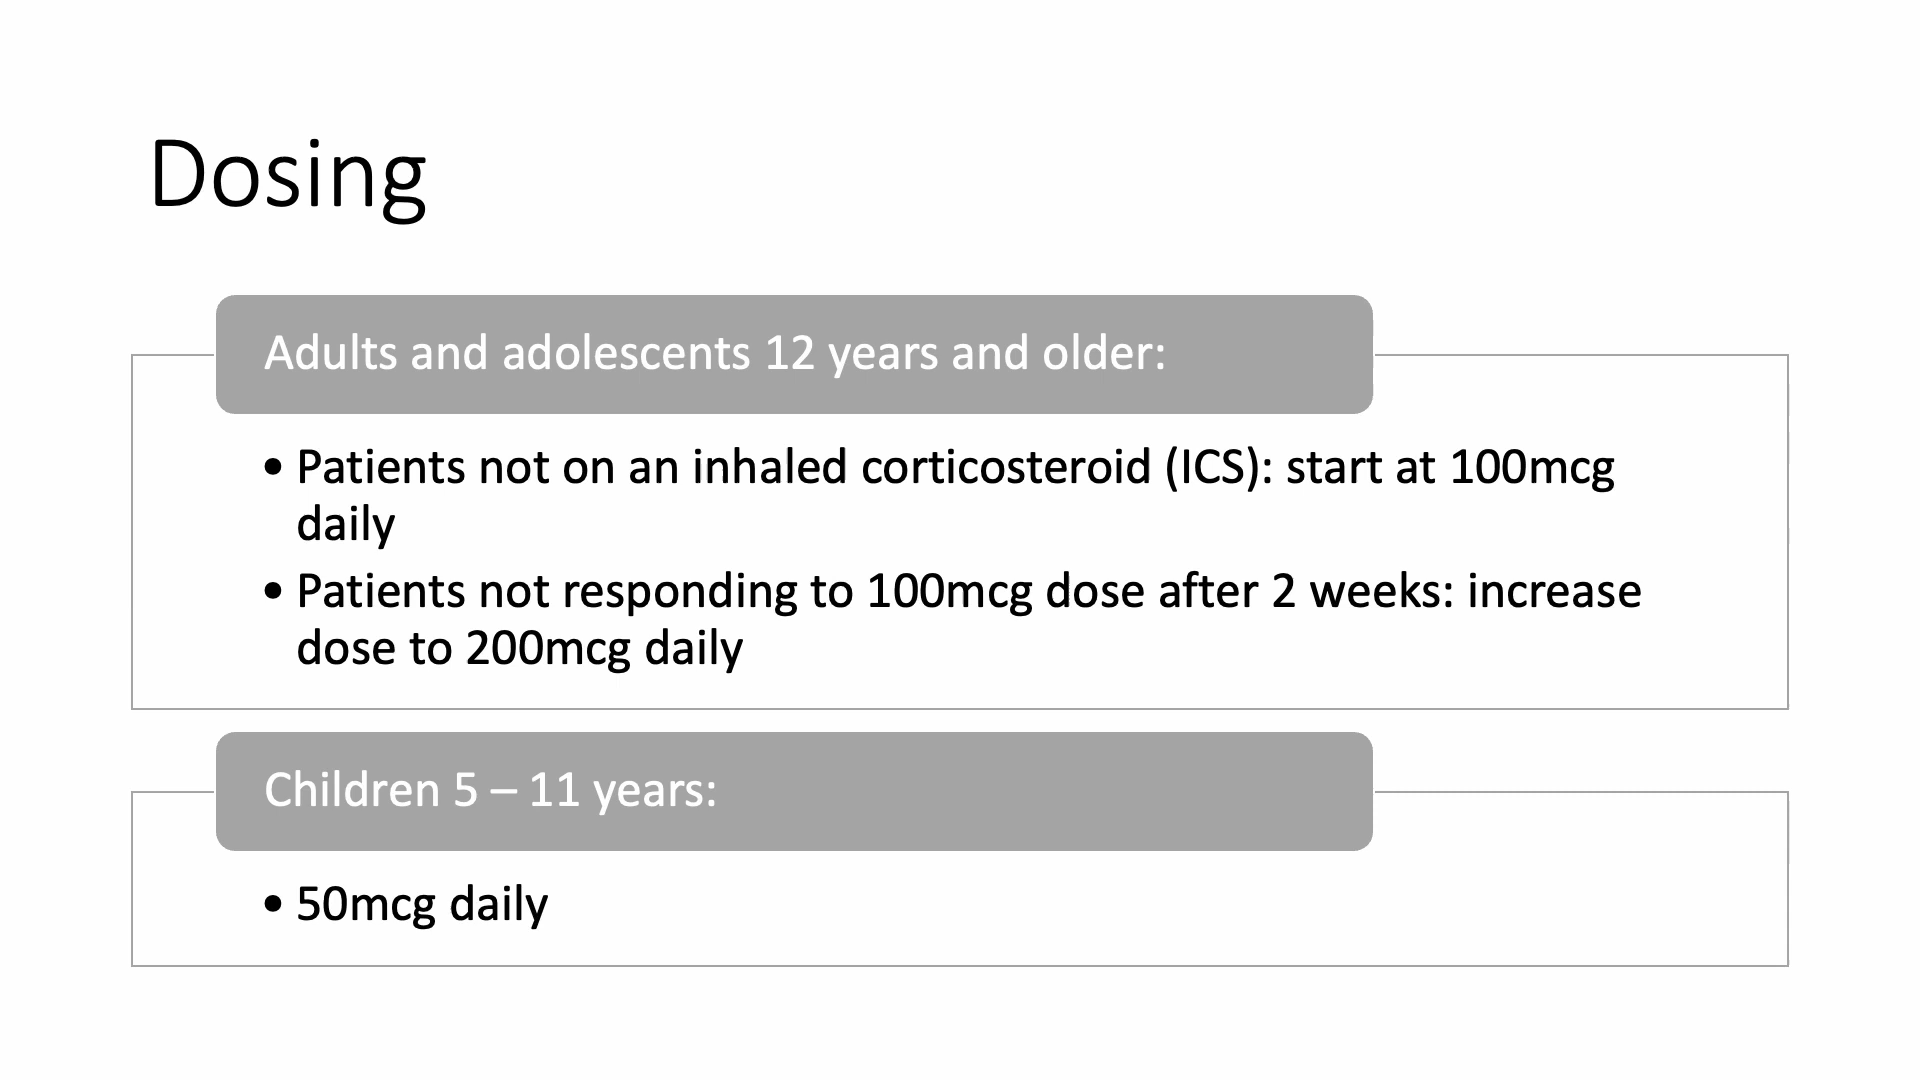 Dosing
Adults and adolescents 12 years and older:
• Patients not on an inhaled corticosteroid (ICS): start at 100mcg
daily
• Patients not responding to 100mcg dose after 2 weeks: increase
dose to 200mcg daily
Children 5 – 11 years:
• 50mcg daily